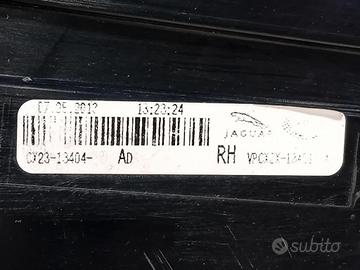 07.05.2012 13:23:24
JAGUAR
CX23-13404- AD RH
subito